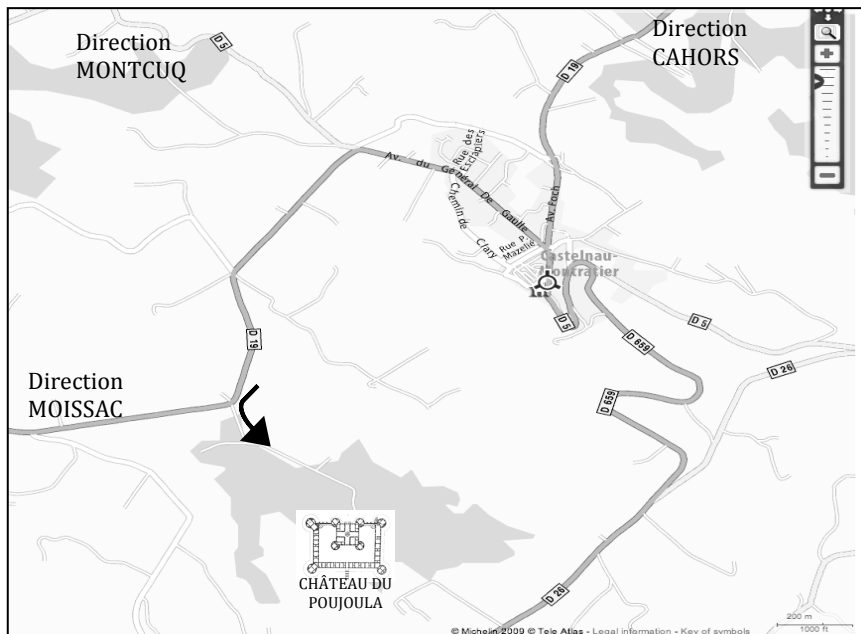 Direction
MONTCUQ
D 5
Direction
CAHORS
D 19
Av. du Général De Gaulle
Rue des
Esclapiers
Chemin de Clary
Rue P.
Mazelié
Av. Foch
Castelnau-
Montratier
D 5
D 5
D 659
D 26
D 659
D 19
Direction
MOISSAC
CHÂTEAU DU
POUJOULA
D 26
200 m
1000 ft
© Michelin 2009 © Tele Atlas - Legal information - Key of symbols